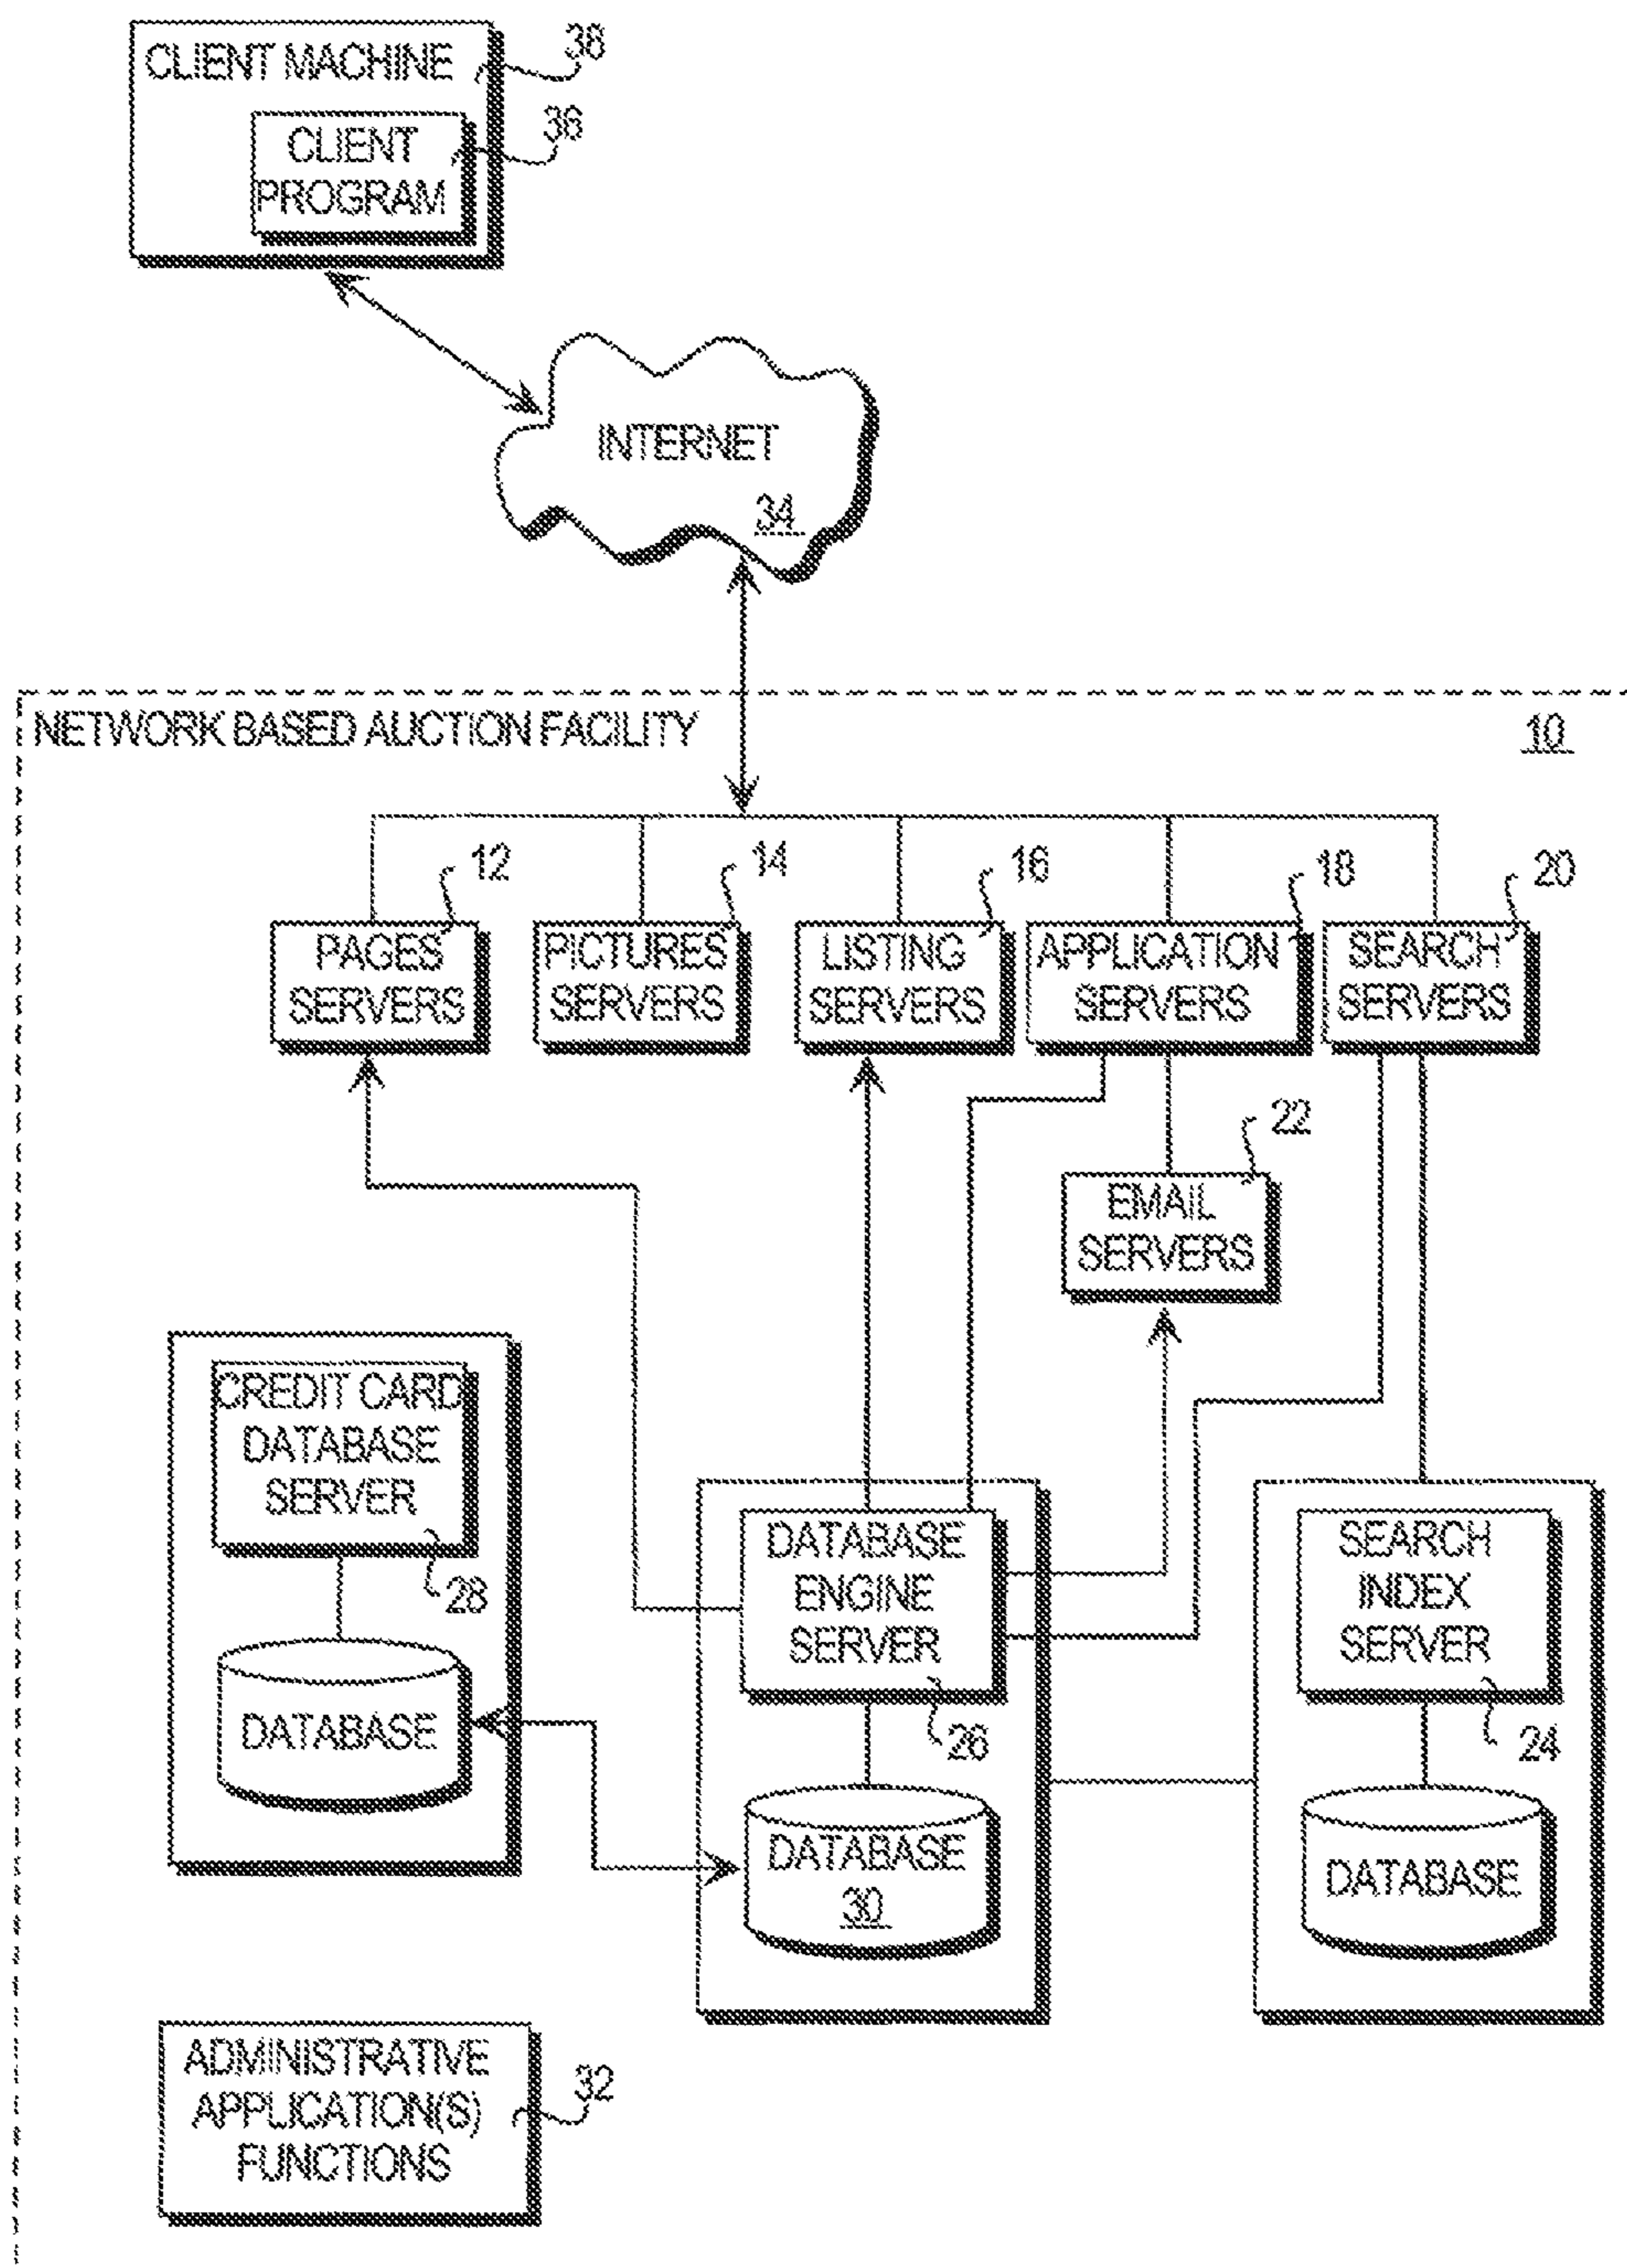 CLIENT MACHINE
38
CLIENT
PROGRAM
36
INTERNET
34
NETWORK BASED AUCTION FACILITY
10
12
14
16
18
20
PAGES
SERVERS
PICTURES
SERVERS
LISTING
SERVERS
APPLICATION
SERVERS
SEARCH
SERVERS
22
EMAIL
SERVERS
CREDIT CARD
DATABASE
SERVER
28
DATABASE
DATABASE
ENGINE
SERVER
26
DATABASE
30
SEARCH
INDEX
SERVER
24
DATABASE
ADMINISTRATIVE
APPLICATION(S)
FUNCTIONS
32